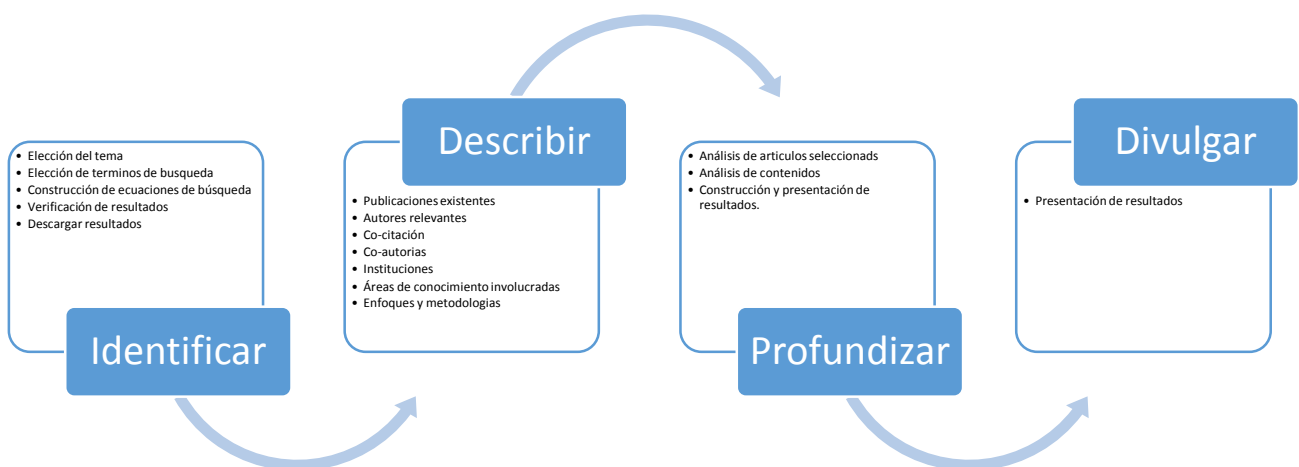 • Elección del tema
• Elección de terminos de busqueda
• Construcción de ecuaciones de búsqueda
• Verificación de resultados
• Descargar resultados
Identificar
Describir
• Publicaciones existentes
• Autores relevantes
• Co-citación
• Co-autorias
• Instituciones
• Áreas de conocimiento involucradas
• Enfoques y metodologias
• Análisis de articulos seleccionads
• Análisis de contenidos
• Construcción y presentación de
resultados.
Profundizar
Divulgar
• Presentación de resultados